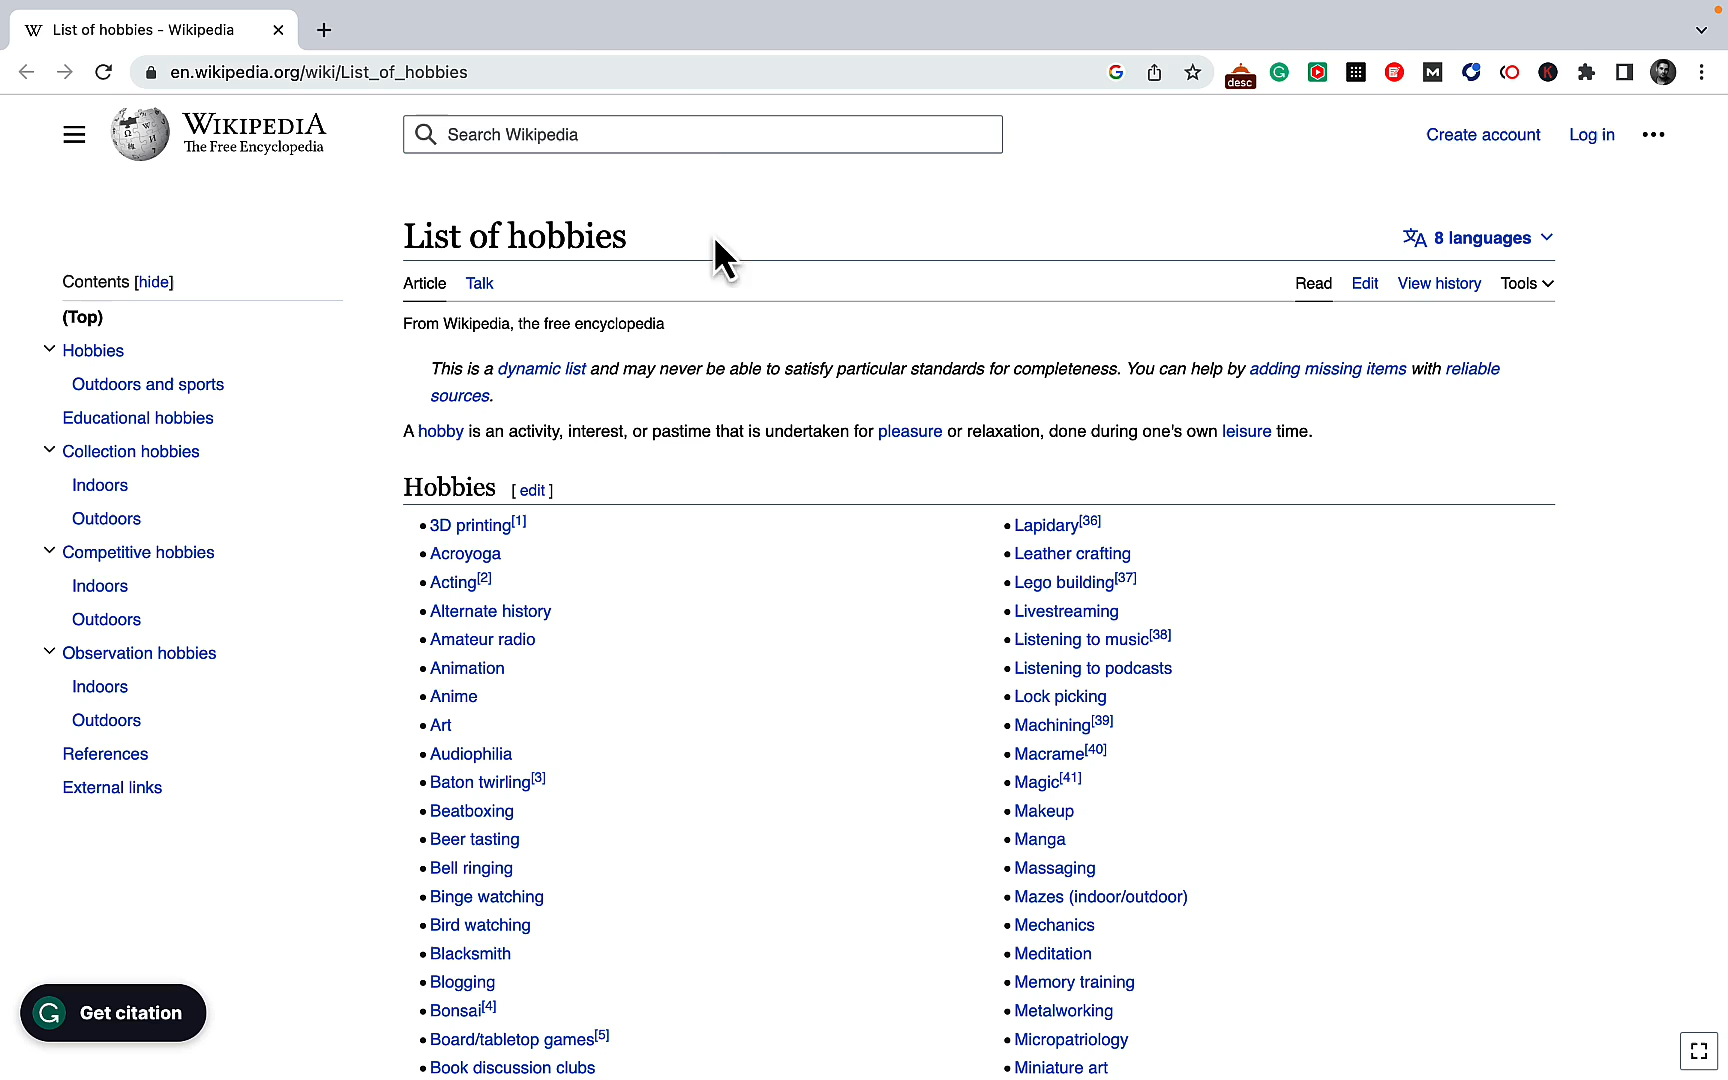 List of hobbies - Wikipedia
en.wikipedia.org/wiki/List_of_hobbies
desc
WIKIPEDIA
The Free Encyclopedia
Search Wikipedia
Create account
Log in
List of hobbies
8 languages
Article
Talk
Read
Edit
View history
Tools
From Wikipedia, the free encyclopedia
This is a dynamic list and may never be able to satisfy particular standards for completeness. You can help by adding missing items with reliable
sources.
A hobby is an activity, interest, or pastime that is undertaken for pleasure or relaxation, done during one's own leisure time.
Contents [hide]
(Top)
Hobbies
Outdoors and sports
Educational hobbies
Collection hobbies
Indoors
Outdoors
Competitive hobbies
Indoors
Outdoors
Observation hobbies
Indoors
Outdoors
References
External links
Hobbies [ edit ]
3D printing[1]
Acroyoga
Acting[2]
Alternate history
Amateur radio
Animation
Anime
Art
Audiophilia
Baton twirling[3]
Beatboxing
Beer tasting
Bell ringing
Binge watching
Bird watching
Blacksmith
Blogging
Bonsai[4]
Board/tabletop games[5]
Book discussion clubs
Lapidary[36]
Leather crafting
Lego building[37]
Livestreaming
Listening to music[38]
Listening to podcasts
Lock picking
Machining[39]
Macrame[40]
Magic[41]
Makeup
Manga
Massaging
Mazes (indoor/outdoor)
Mechanics
Meditation
Memory training
Metalworking
Micropatriology
Miniature art
Get citation